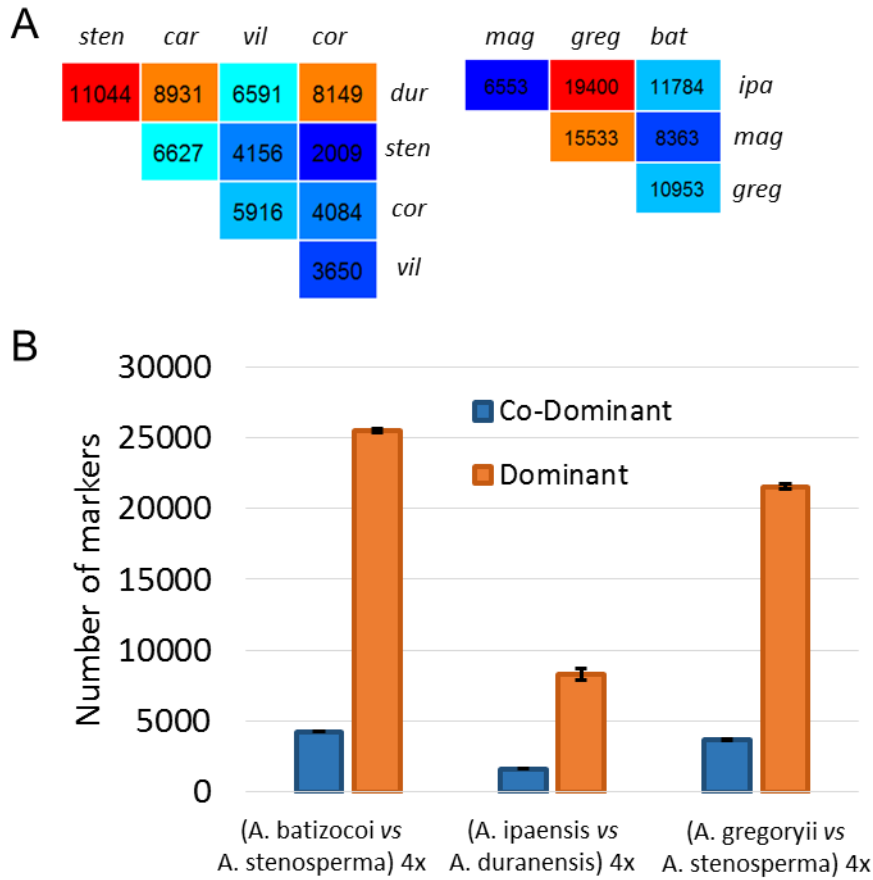 A
sten car vil cor
11044 8931 6591 8149 dur
6627 4156 2009 sten
5916 4084 cor
3650 vil
mag greg bat
6553 19400 11784 ipa
15533 8363 mag
10953 greg
B
Number of markers
30000
25000
20000
15000
10000
5000
0
Co-Dominant
Dominant
(A. batizocoi vs
A. stenosperma) 4x
(A. ipaensis vs
A. duranensis) 4x
(A. gregoryii vs
A. stenosperma) 4x